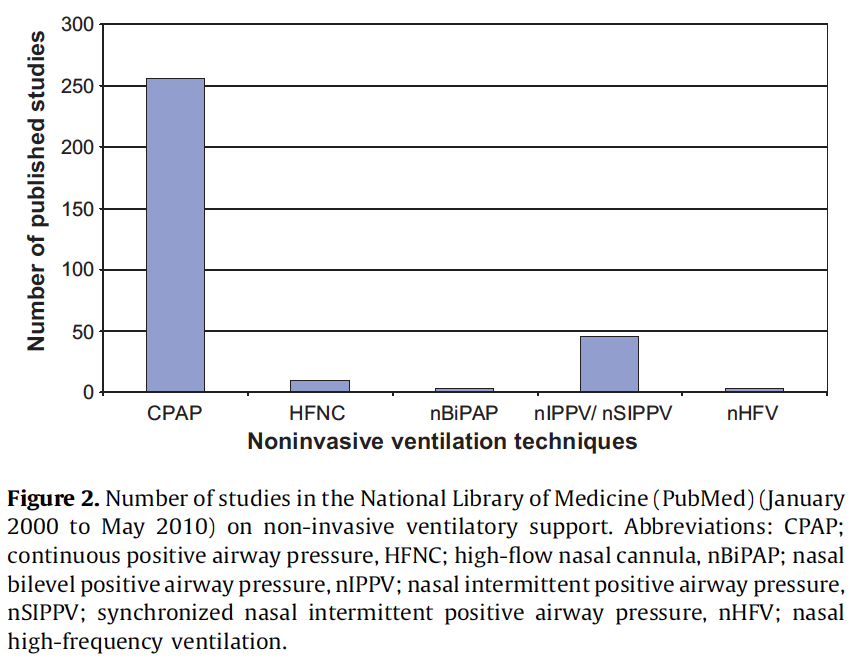 Number of published studies
300
250
200
150
100
50
0
CPAP HFNC nBiPAP nIPPV/ nSIPPV nHFV
Noninvasive ventilation techniques
Figure 2. Number of studies in the National Library of Medicine (PubMed) (January
2000 to May 2010) on non-invasive ventilatory support. Abbreviations: CPAP;
continuous positive airway pressure, HFNC; high-flow nasal cannula, nBiPAP; nasal
bilevel positive airway pressure, nIPPV; nasal intermittent positive airway pressure,
nSIPPV; synchronized nasal intermittent positive airway pressure, nHFV; nasal
high-frequency ventilation.